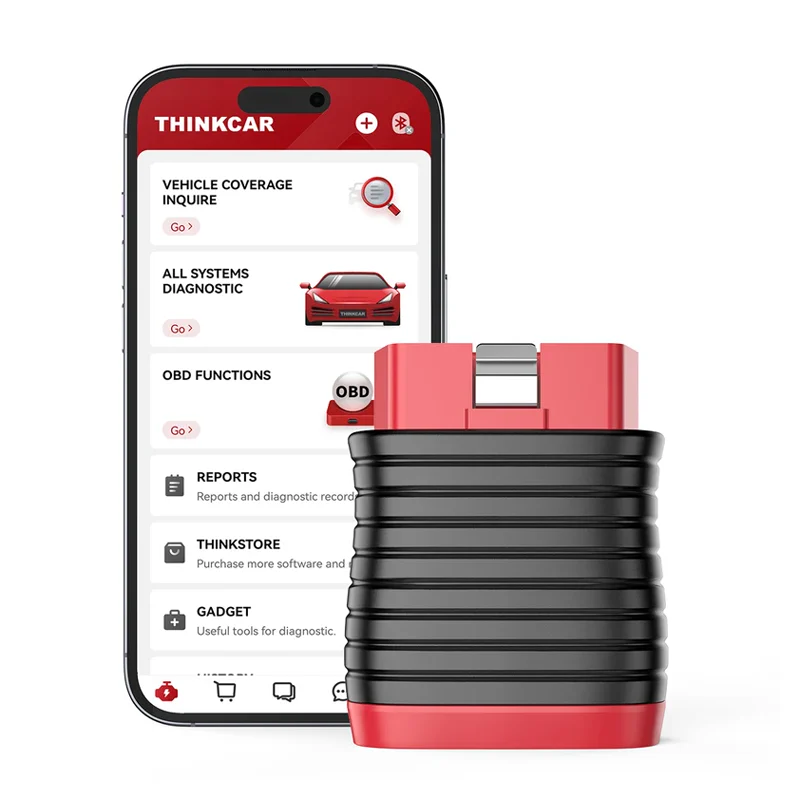 THINKCAR
VEHICLE COVERAGE
INQUIRE
Go >
ALL SYSTEMS
DIAGNOSTIC
THINKCAR
Go >
OBD FUNCTIONS
OBD
Go >
REPORTS
Reports and diagnostic record
THINKSTORE
Purchase more software and
GADGET
Useful tools for diagnostic.
HISTORY